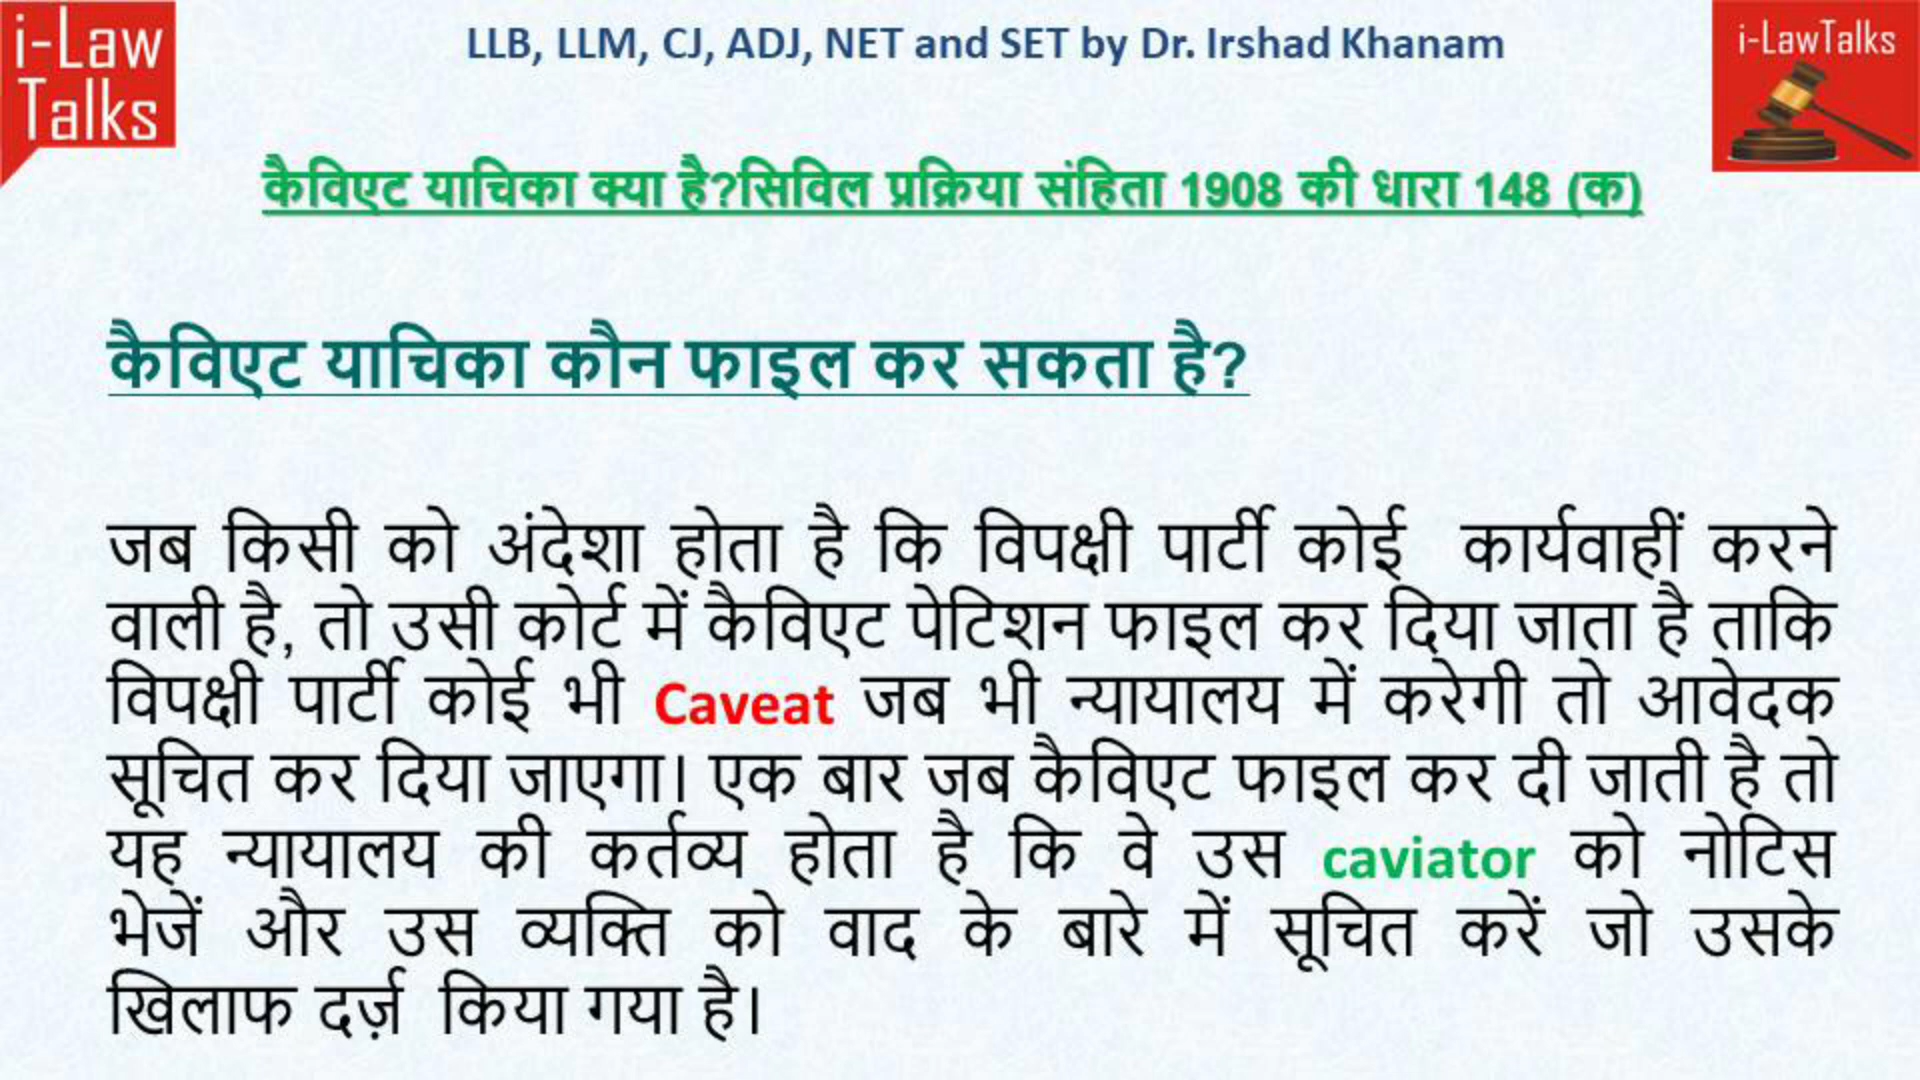 i-Law
Talks
LLB, LLM, CJ, ADJ, NET and SET by Dr. Irshad Khanam
i-LawTalks
कैविएट याचिका क्या है?सिविल प्रक्रिया संहिता 1908 की धारा 148 (क)
कैविएट याचिका कौन फाइल कर सकता है?
जब किसी को अंदेशा होता है कि विपक्षी पार्टी कोई कार्यवाहीं करने
वाली है, तो उसी कोर्ट में कैविएट पेटिशन फाइल कर दिया जाता है ताकि
विपक्षी पार्टी कोई भी Caveat जब भी न्यायालय में करेगी तो आवेदक
सूचित कर दिया जाएगा। एक बार जब कैविएट फाइल कर दी जाती है तो
यह न्यायालय की कर्तव्य होता है कि वे उस caviator को नोटिस
भेजें और उस व्यक्ति को वाद के बारे में सूचित करें जो उसके
खिलाफ दर्ज़ किया गया है।